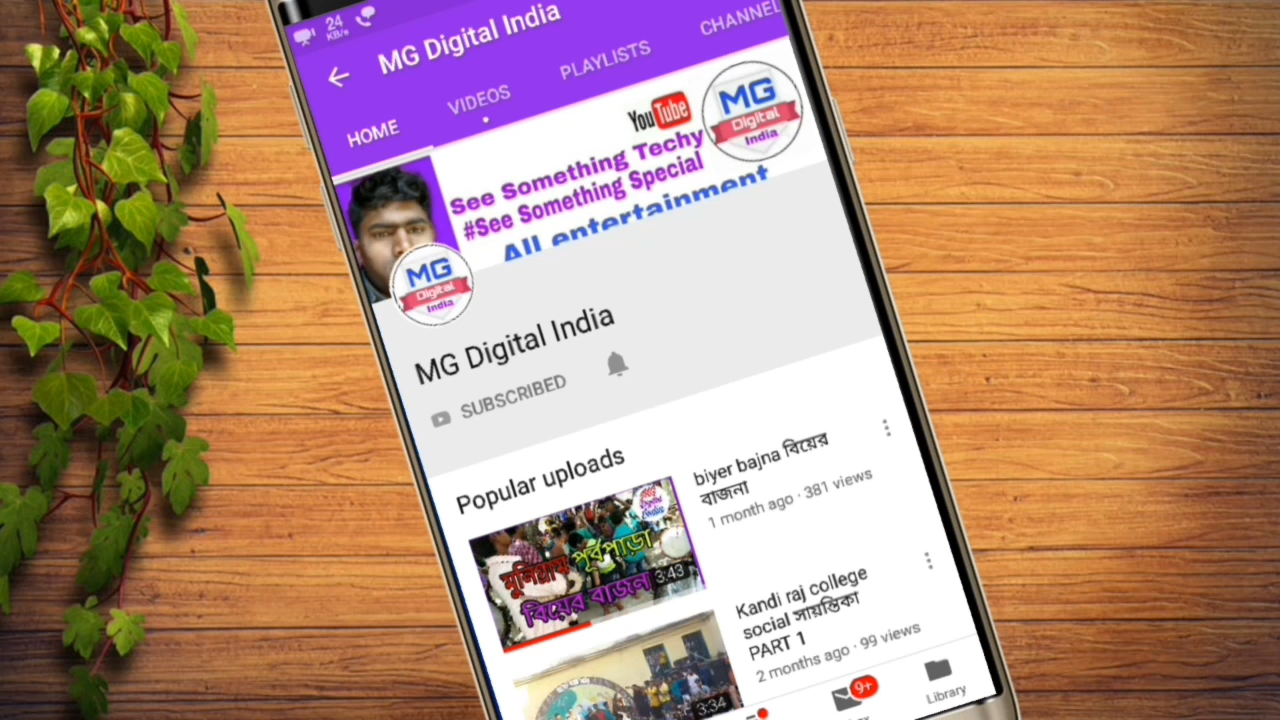 24
KB/s
MG Digital India
HOME
VIDEOS
PLAYLISTS
CHANNEL
YouTube
See Something Techy
#See Something Special
All entertainment
MG
Digital
India
MG
Digital
India
MG Digital India
SUBSCRIBED
Popular uploads
মুনিগ্রাম পূর্বপাড়া
বিয়ের বাজনা
3:43
biyer bajna বিয়ের
বাজনা
1 month ago · 381 views
3:34
Kandi raj college
social সায়ন্তিকা
PART 1
2 months ago · 99 views
9+
Library